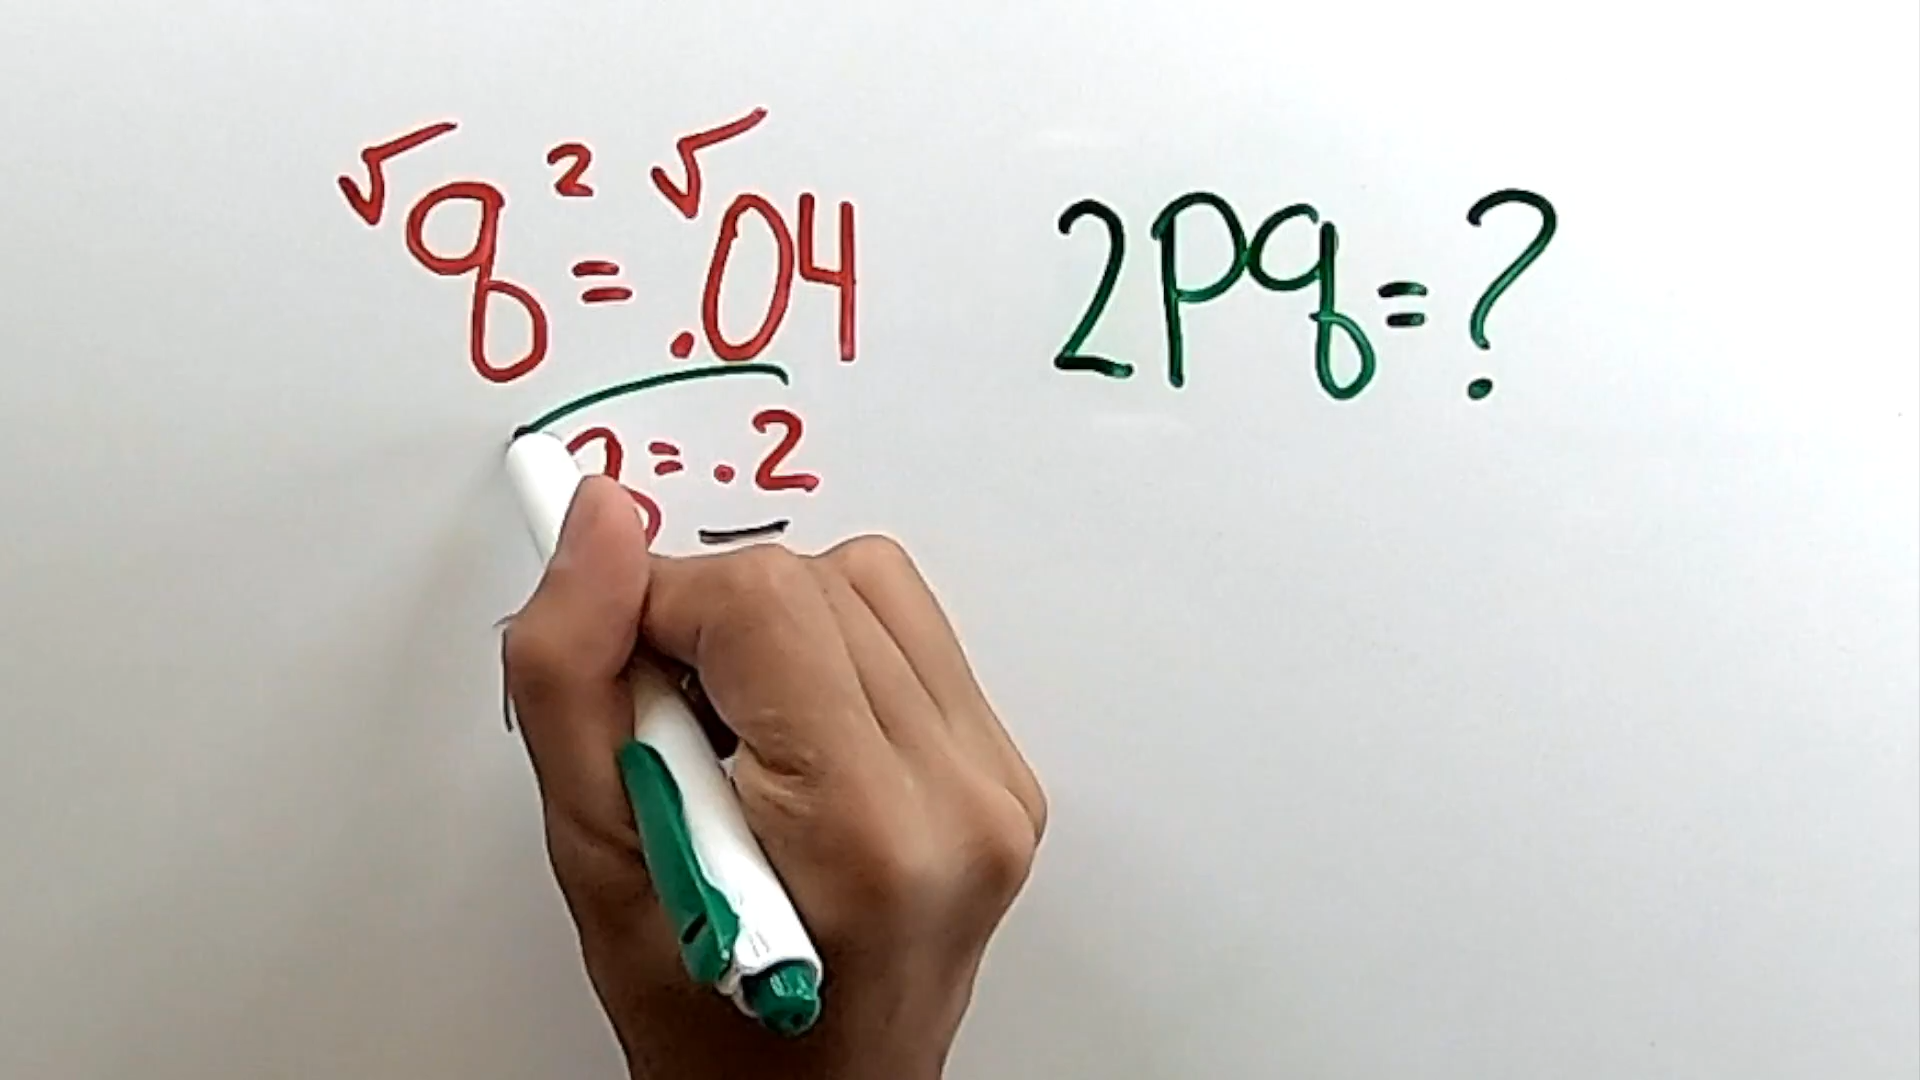 √q² = √.04
q = .2
2pq = ?